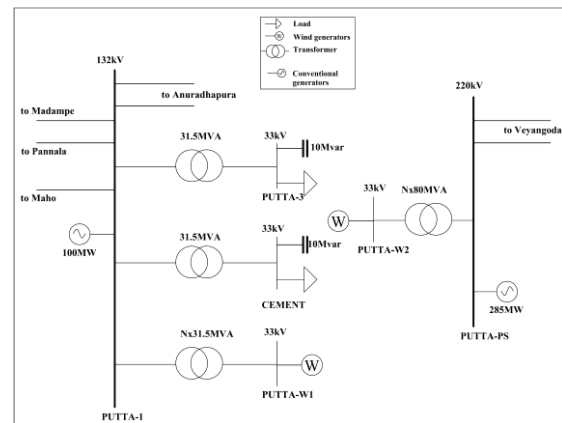 Load
Wind generators
Transformer
Conventional generators
132kV
220kV
to Anuradhapura
to Madampe
to Pannala
to Maho
to Veyangoda
31.5MVA
33kV
10Mvar
PUTTA-3
33kV
Nx80MVA
W
PUTTA-W2
100MW
31.5MVA
33kV
10Mvar
CEMENT
285MW
PUTTA-PS
Nx31.5MVA
33kV
W
PUTTA-W1
PUTTA-1